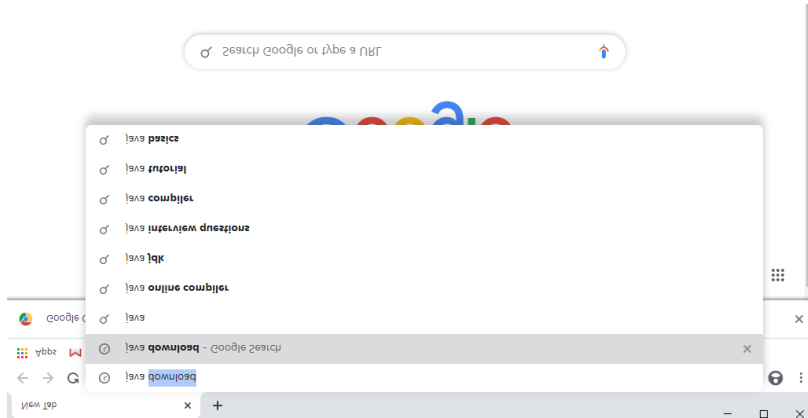 New Tab
java download
Apps
java download - Google Search
Google C
java
java online compiler
java jdk
java interview questions
java compiler
java tutorial
java basics
Google
Search Google or type a URL